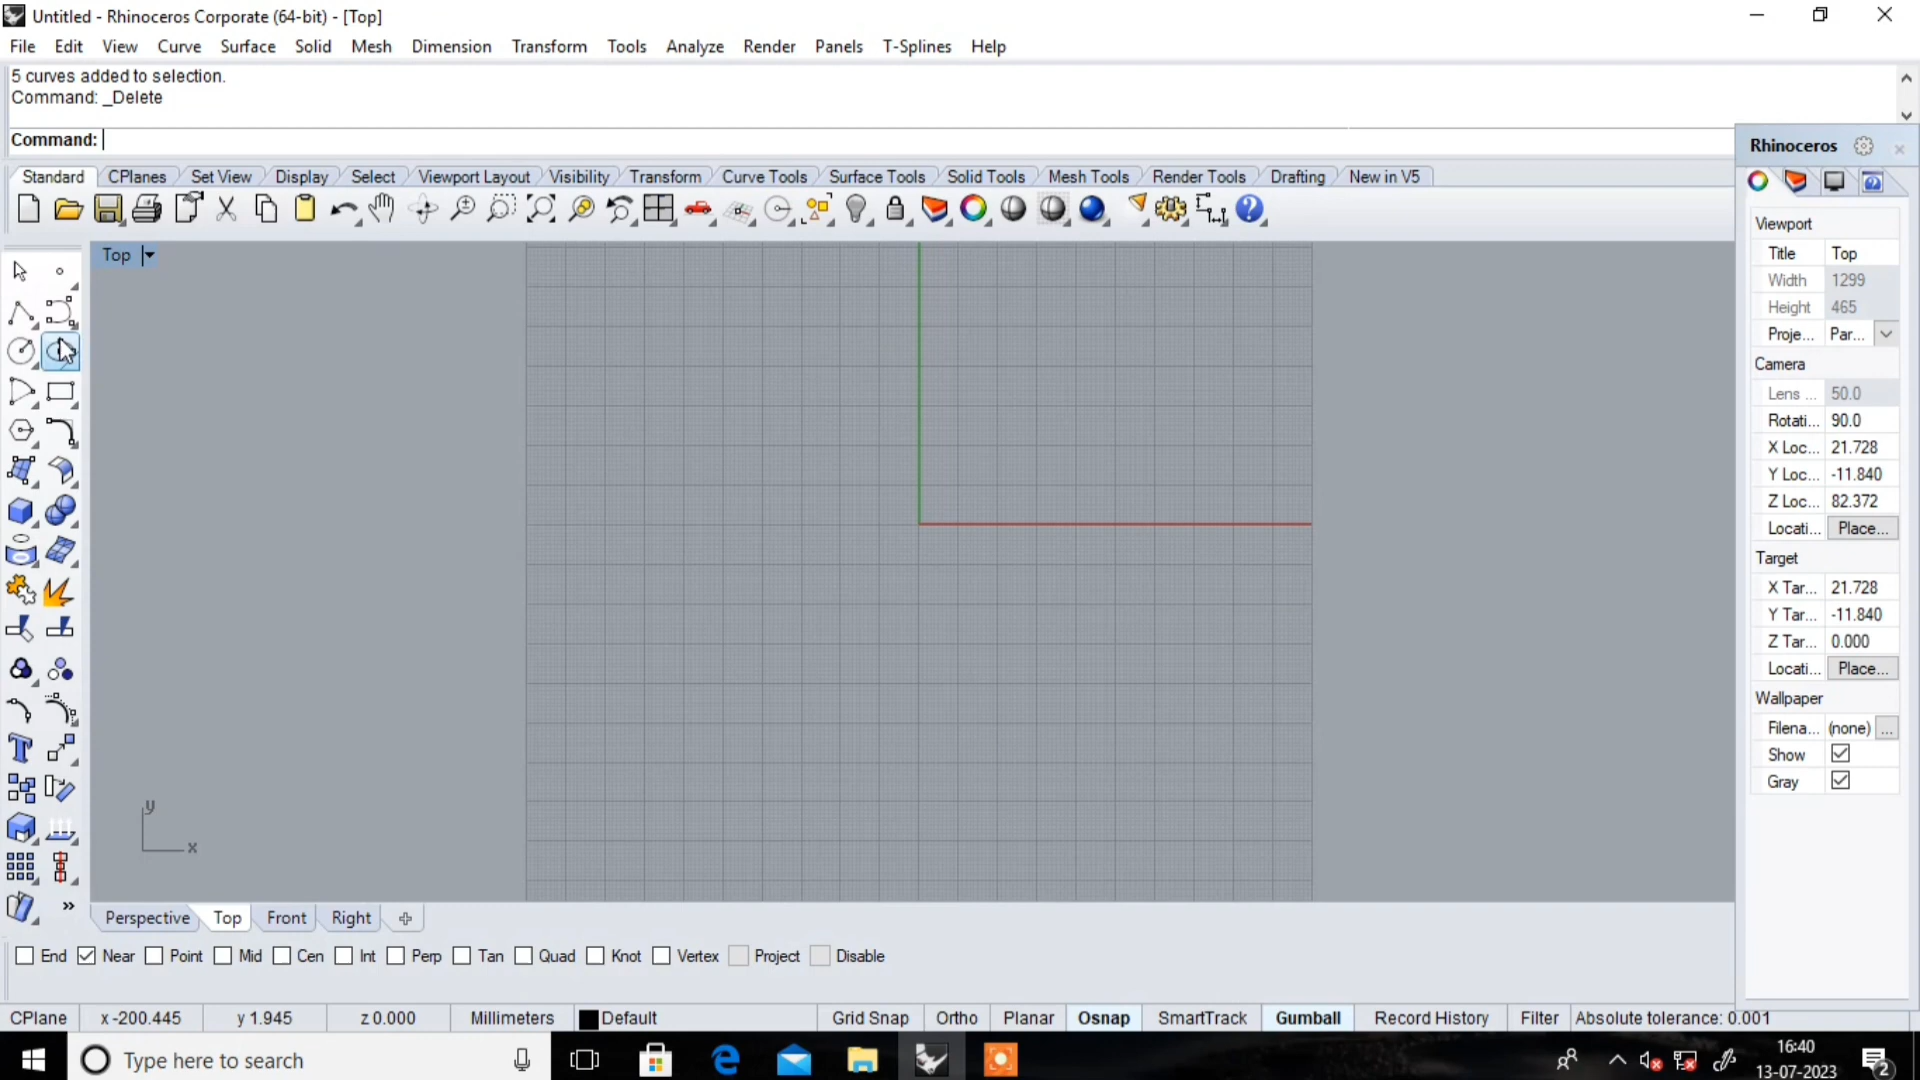 Untitled - Rhinoceros Corporate (64-bit) - [Top]
File Edit View Curve Surface Solid Mesh Dimension Transform Tools Analyze Render Panels T-Splines Help
5 curves added to selection.
Command: _Delete
Command:
Rhinoceros
Standard CPlanes Set View Display Select Viewport Layout Visibility Transform Curve Tools Surface Tools Solid Tools Mesh Tools Render Tools Drafting New in V5
Top
Viewport
Title Top
Width 1299
Height 465
Proje... Par...
Camera
Lens ... 50.0
Rotati... 90.0
X Loc... 21.728
Y Loc... -11.840
Z Loc... 82.372
Locati... Place...
Target
X Tar... 21.728
Y Tar... -11.840
Z Tar... 0.000
Locati... Place...
Wallpaper
Filena... (none) ...
Show
Gray
y
x
Perspective Top Front Right
End Near Point Mid Cen Int Perp Tan Quad Knot Vertex Project Disable
CPlane x -200.445 y 1.945 z 0.000 Millimeters Default Grid Snap Ortho Planar Osnap SmartTrack Gumball Record History Filter Absolute tolerance: 0.001
Type here to search
16:40
13-07-2023
2